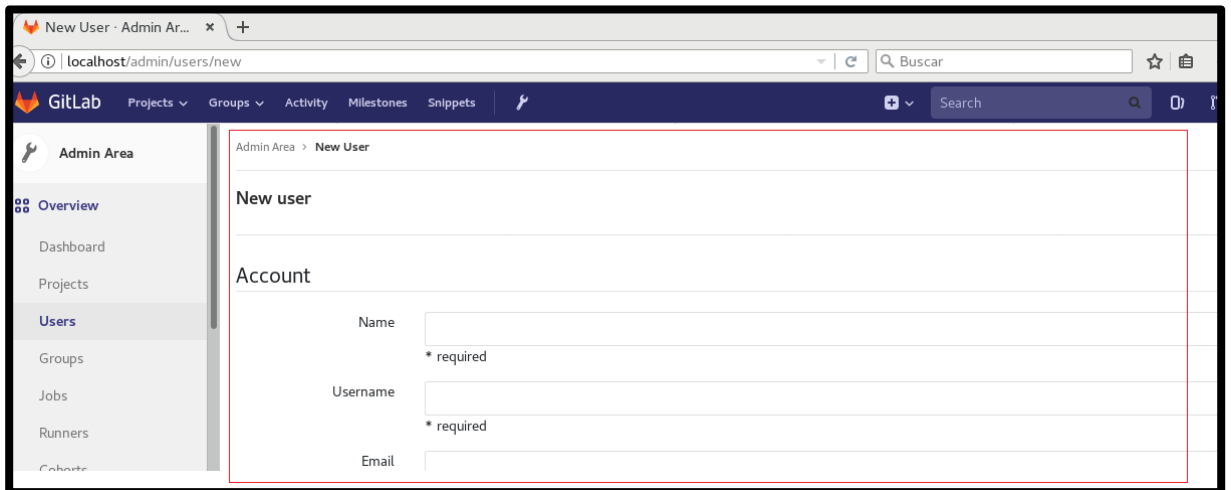 New User · Admin Ar...
localhost/admin/users/new
Buscar
GitLab Projects Groups Activity Milestones Snippets Search
Admin Area
Overview
Dashboard
Projects
Users
Groups
Jobs
Runners
Cohorts
Admin Area > New User
New user
Account
Name
* required
Username
* required
Email